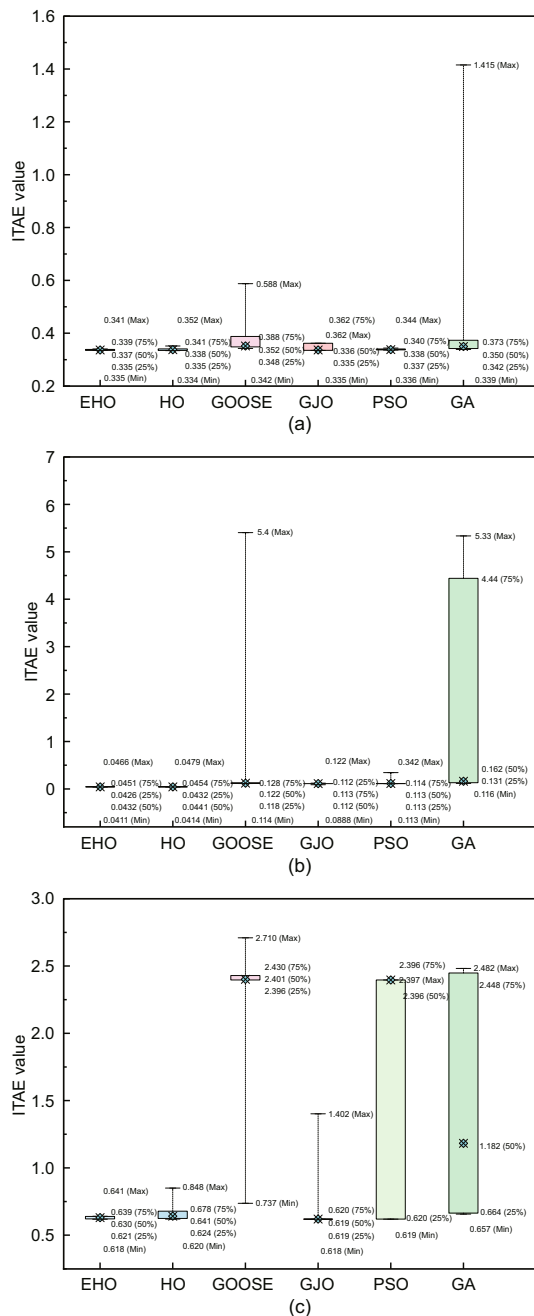 1.6
1.4
1.2
1.0
0.8
0.6
0.4
0.2
ITAE value
1.415 (Max)
0.588 (Max)
0.341 (Max)
0.352 (Max)
0.362 (75%)
0.344 (Max)
0.362 (Max)
0.339 (75%)
0.341 (75%)
0.388 (75%)
0.340 (75%)
0.373 (75%)
0.337 (50%)
0.338 (50%)
0.352 (50%)
0.336 (50%)
0.338 (50%)
0.350 (50%)
0.335 (25%)
0.335 (25%)
0.348 (25%)
0.335 (25%)
0.337 (25%)
0.342 (25%)
0.335 (Min)
0.334 (Min)
0.342 (Min)
0.335 (Min)
0.336 (Min)
0.339 (Min)
EHO HO GOOSE GJO PSO GA
(a)
7
6
5
4
3
2
1
0
ITAE value
5.4 (Max)
5.33 (Max)
4.44 (75%)
0.0466 (Max)
0.0479 (Max)
0.122 (Max)
0.342 (Max)
0.162 (50%)
0.0451 (75%)
0.0454 (75%)
0.128 (75%)
0.112 (25%)
0.114 (75%)
0.131 (25%)
0.0426 (25%)
0.0432 (25%)
0.122 (50%)
0.113 (75%)
0.113 (50%)
0.116 (Min)
0.0432 (50%)
0.0441 (50%)
0.118 (25%)
0.112 (50%)
0.113 (25%)
0.0411 (Min)
0.0414 (Min)
0.114 (Min)
0.0888 (Min)
0.113 (Min)
EHO HO GOOSE GJO PSO GA
(b)
3.0
2.5
2.0
1.5
1.0
0.5
ITAE value
2.710 (Max)
2.430 (75%)
2.401 (50%)
2.396 (25%)
2.396 (75%)
2.397 (Max)
2.396 (50%)
2.482 (Max)
2.448 (75%)
1.402 (Max)
1.182 (50%)
0.641 (Max)
0.848 (Max)
0.737 (Min)
0.639 (75%)
0.678 (75%)
0.620 (75%)
0.620 (25%)
0.664 (25%)
0.630 (50%)
0.641 (50%)
0.619 (50%)
0.619 (Min)
0.657 (Min)
0.621 (25%)
0.624 (25%)
0.619 (25%)
0.618 (Min)
0.620 (Min)
0.618 (Min)
EHO HO GOOSE GJO PSO GA
(c)